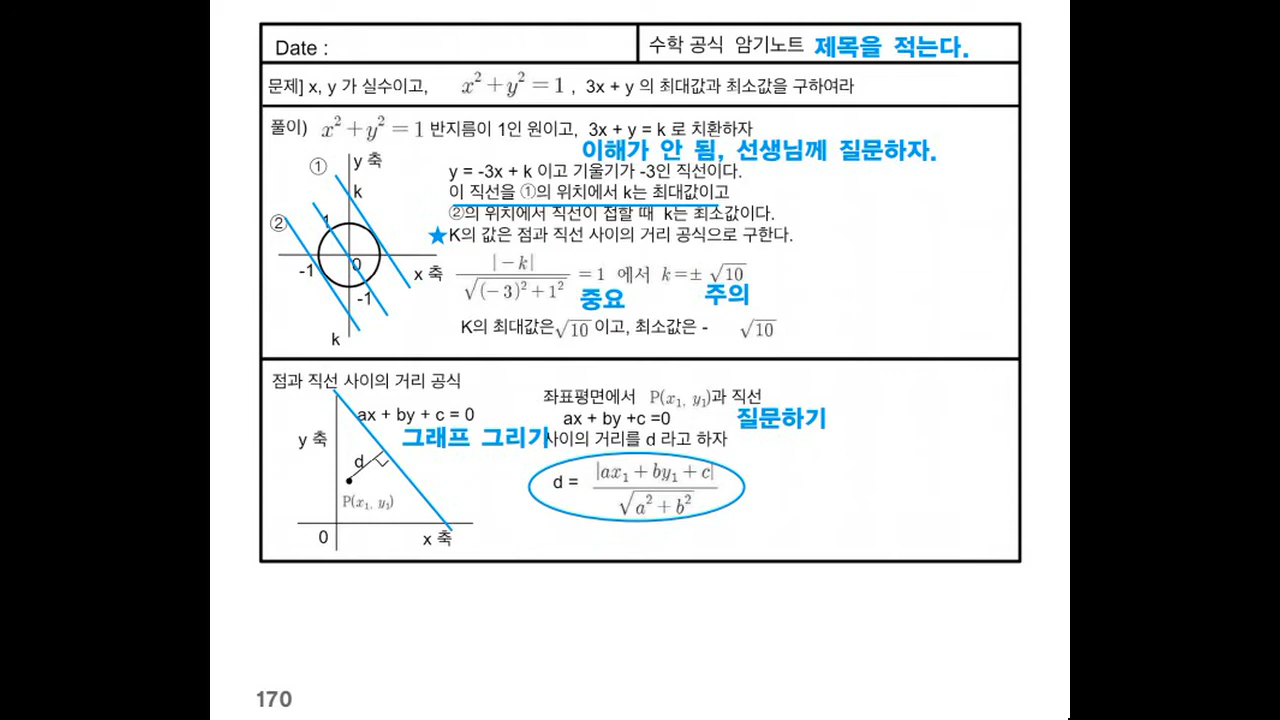 Date :
수학 공식 암기노트 제목을 적는다.
문제] x, y 가 실수이고, x² + y² = 1 , 3x + y 의 최대값과 최소값을 구하여라
풀이) x² + y² = 1 반지름이 1인 원이고, 3x + y = k 로 치환하자
이해가 안 됨, 선생님께 질문하자.
y = -3x + k 이고 기울기가 -3인 직선이다.
이 직선을 ①의 위치에서 k는 최대값이고
②의 위치에서 직선이 접할 때 k는 최소값이다.
★K의 값은 점과 직선 사이의 거리 공식으로 구한다.
|-k| / √((-3)² + 1²) = 1 에서 k = ± √10
중요
주의
K의 최대값은 √10 이고, 최소값은 - √10
①
y 축
k
②
1
-1
0
x 축
-1
k
점과 직선 사이의 거리 공식
ax + by + c = 0
y 축
그래프 그리기
d
P(x₁, y₁)
0
x 축
좌표평면에서 P(x₁, y₁)과 직선
ax + by +c =0
질문하기
사이의 거리를 d 라고 하자
d = |ax₁ + by₁ + c| / √(a² + b²)
170